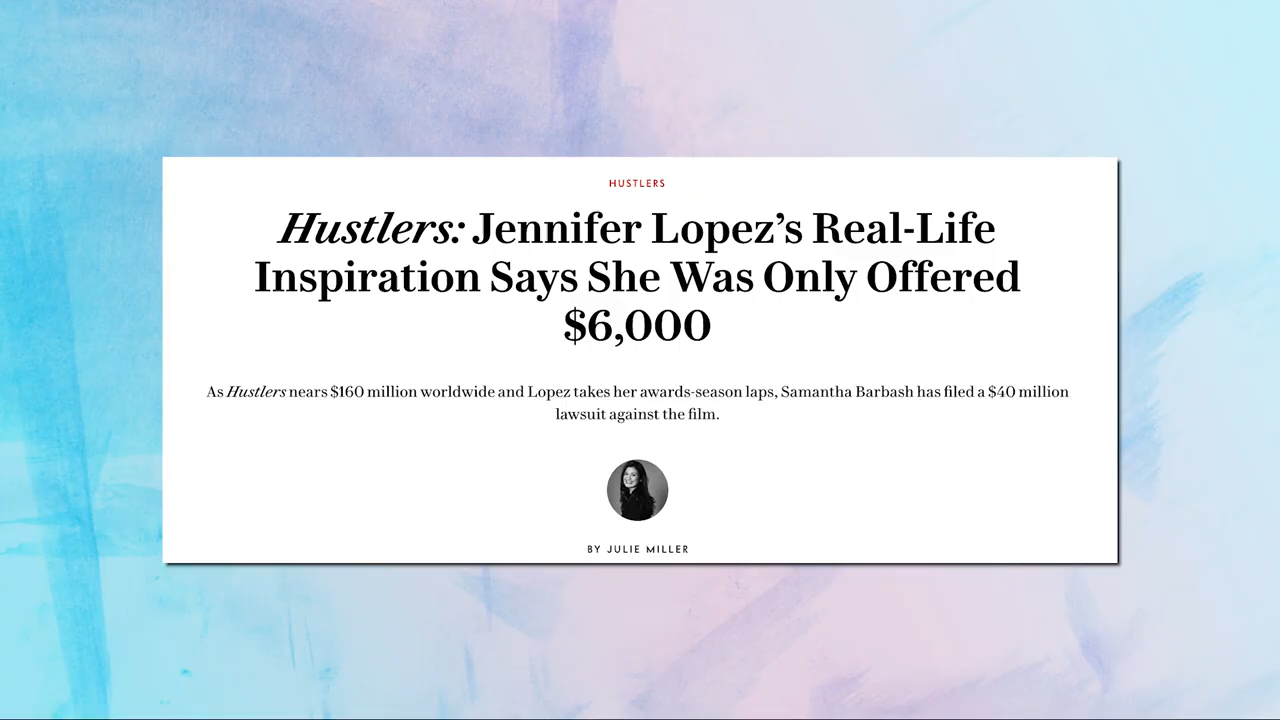 HUSTLERS
Hustlers: Jennifer Lopez’s Real-Life
Inspiration Says She Was Only Offered
$6,000
As Hustlers nears $160 million worldwide and Lopez takes her awards-season laps, Samantha Barbash has filed a $40 million
lawsuit against the film.
BY JULIE MILLER